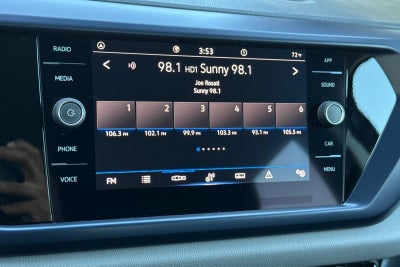 RADIO
MEDIA
PHONE
VOICE
3:53
72°F
98.1 HD1 Sunny 98.1
Joe Rosati
Sunny 98.1
1 2 3 4 5 6
106.3 FM 102.1 FM 99.9 FM 103.3 FM 93.1 FM 105.5 FM
FM
APP
SOUND
CAR
MENU